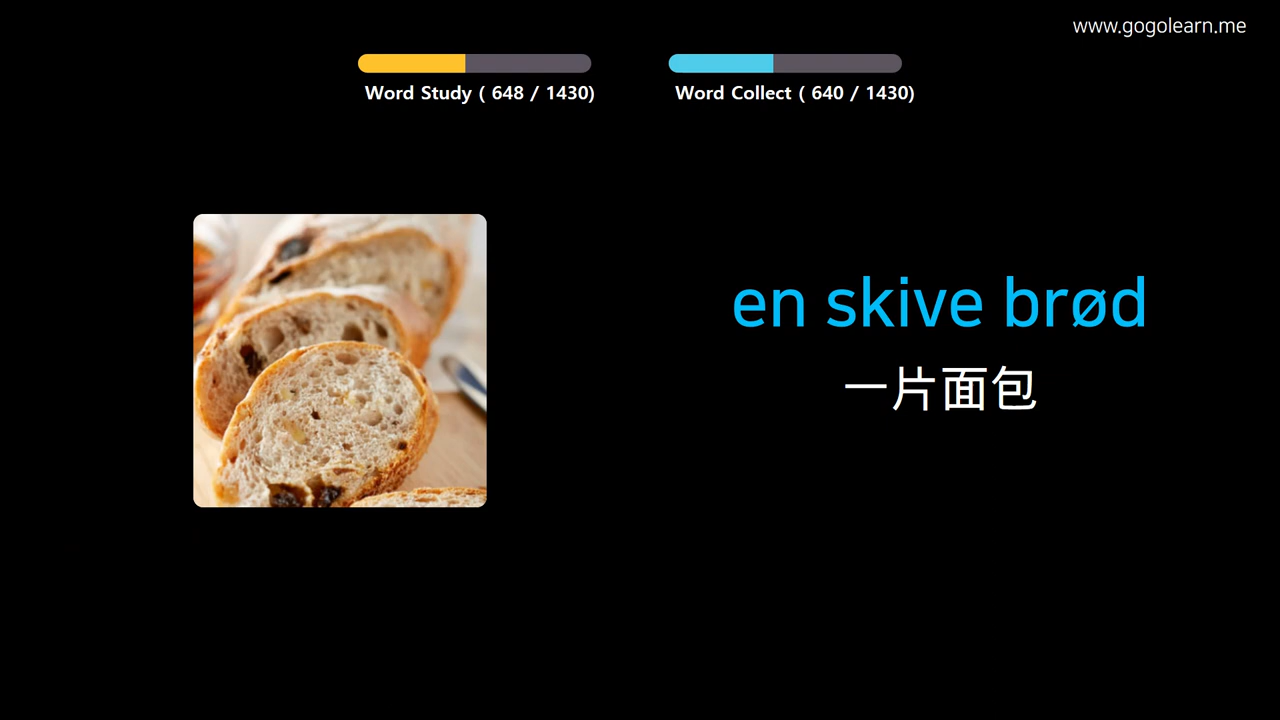 www.gogolearn.me
Word Study ( 648 / 1430)
Word Collect ( 640 / 1430)
en skive brød
一片面包